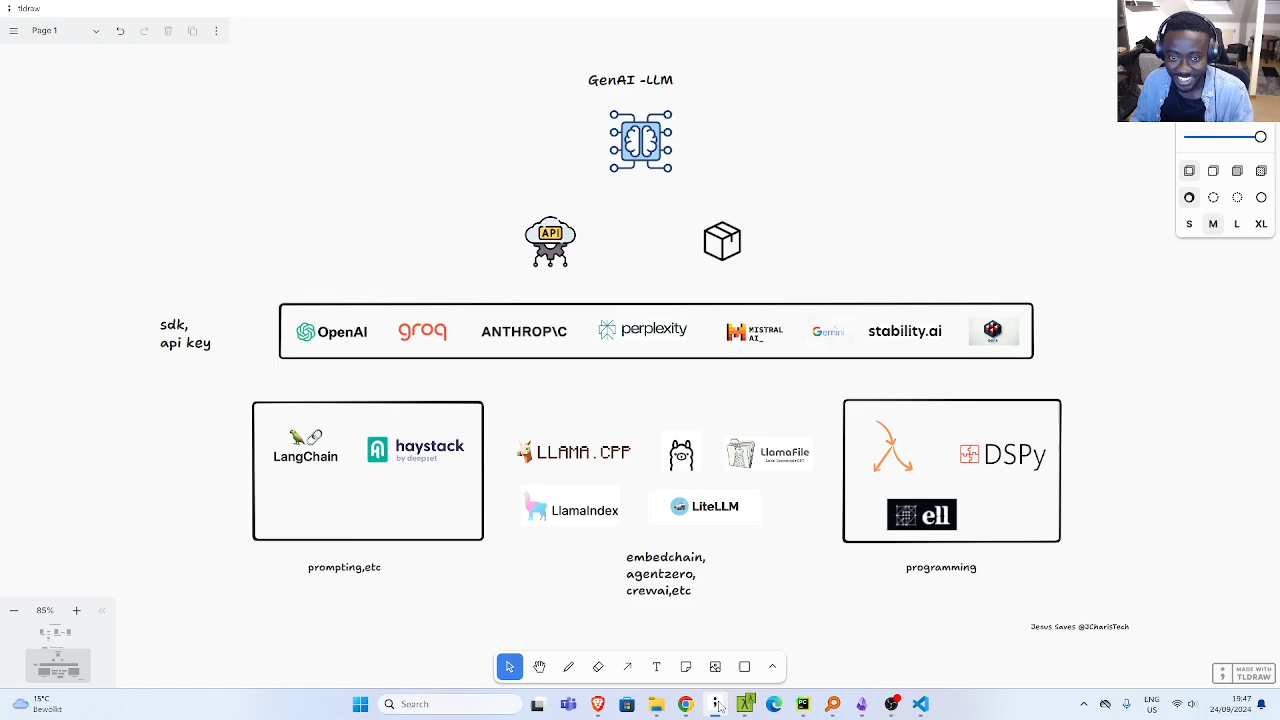 tldraw
Page 1
GenAI -LLM
API
sdk,
api key
OpenAI
groq
ANTHROP\C
perplexity
MISTRAL
AI_
Gemini
stability.ai
LangChain
haystack
by deepset
LLAMA.CPP
LlamaFile
LlamaIndex
LiteLLM
DSPy
ell
prompting,etc
embedchain,
agentzero,
crewai,etc
programming
Jesus Saves @JCharisTech
S M L XL
85%
MADE WITH
TLDRAW
15°C
Bewölkt
Search
ENG
US
19:47
24/09/2024